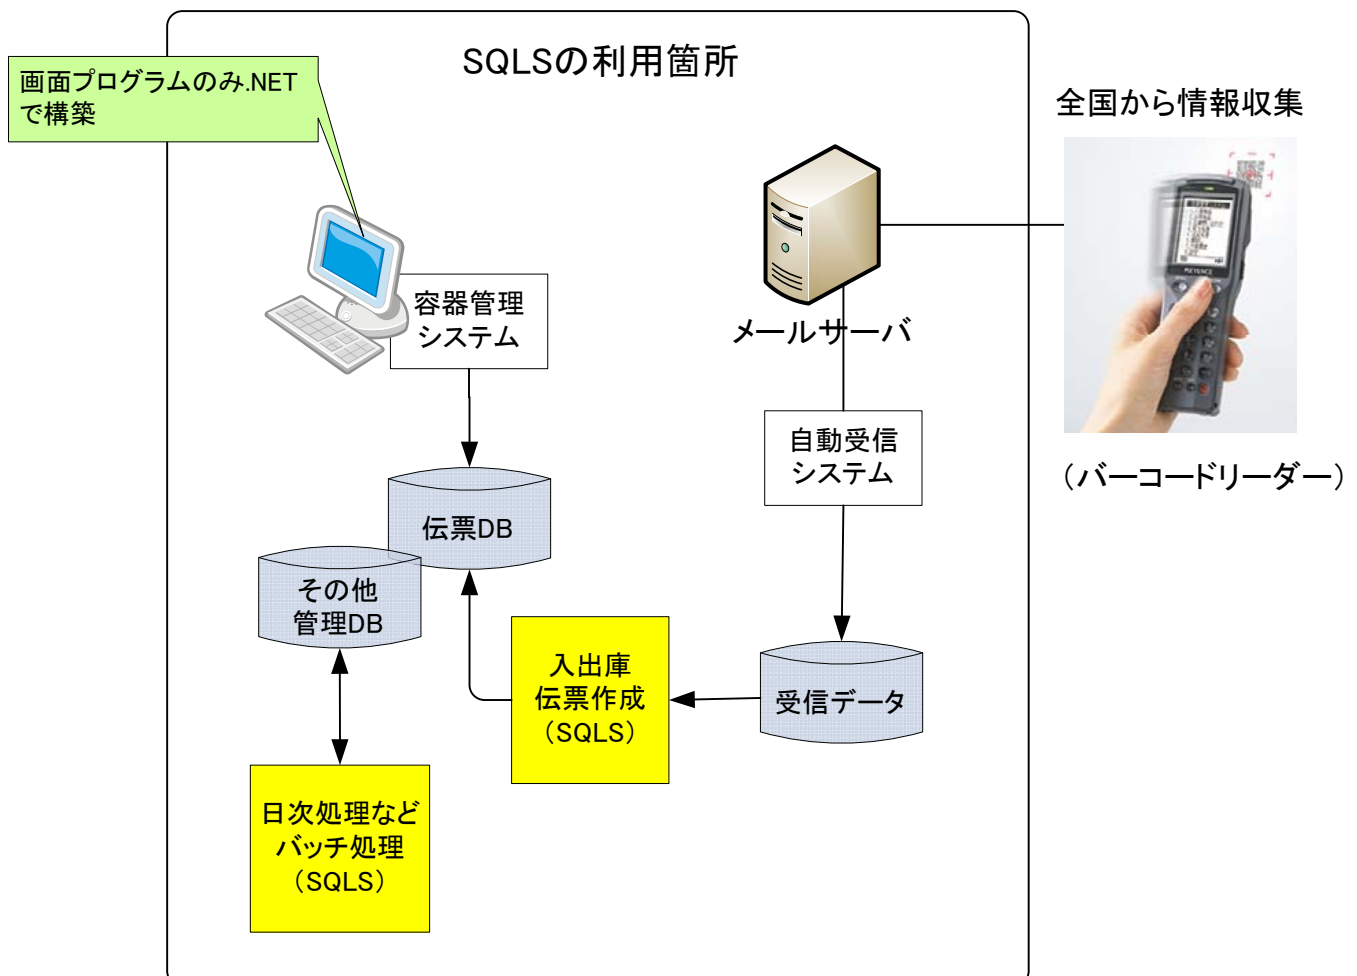 SQLSの利用箇所
画面プログラムのみ.NET
で構築
全国から情報収集
KEYENCE
容器管理
システム
メールサーバ
自動受信
システム
（バーコードリーダー）
伝票DB
その他
管理DB
入出庫
伝票作成
（SQLS）
受信データ
日次処理など
バッチ処理
（SQLS）